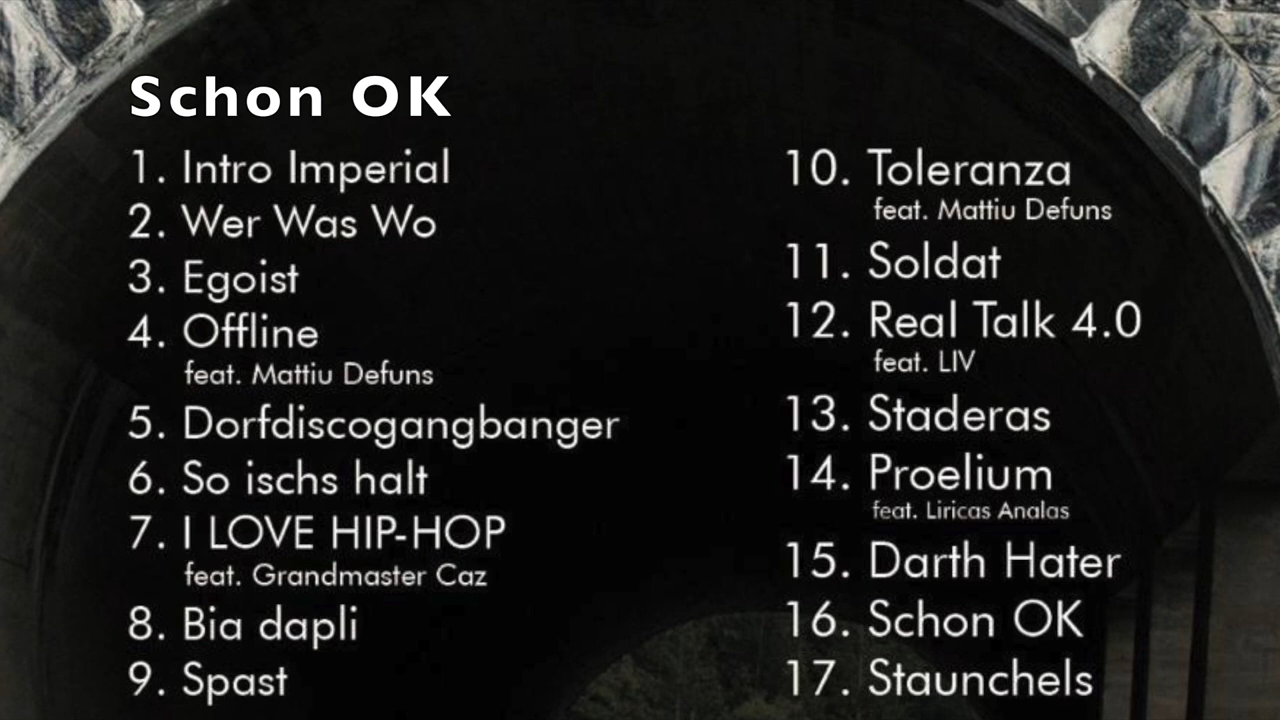 Schon OK
1. Intro Imperial
2. Wer Was Wo
3. Egoist
4. Offline
feat. Mattiu Defuns
5. Dorfdiscogangbanger
6. So ischs halt
7. I LOVE HIP-HOP
feat. Grandmaster Caz
8. Bia dapli
9. Spast
10. Toleranza
feat. Mattiu Defuns
11. Soldat
12. Real Talk 4.0
feat. LIV
13. Staderas
14. Proelium
feat. Liricas Analas
15. Darth Hater
16. Schon OK
17. Staunchels